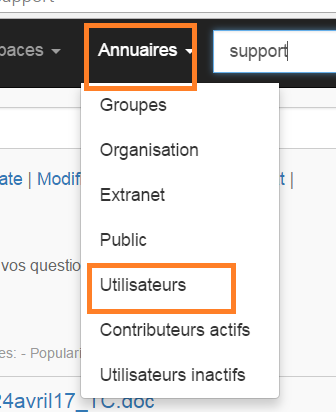 support
paces Annuaires support
Groupes
Organisation
ate | Modif t |
Extranet
Public
vos questio
Utilisateurs
Contributeurs actifs
es: - Populari
Utilisateurs inactifs
24avril17_TC.doc